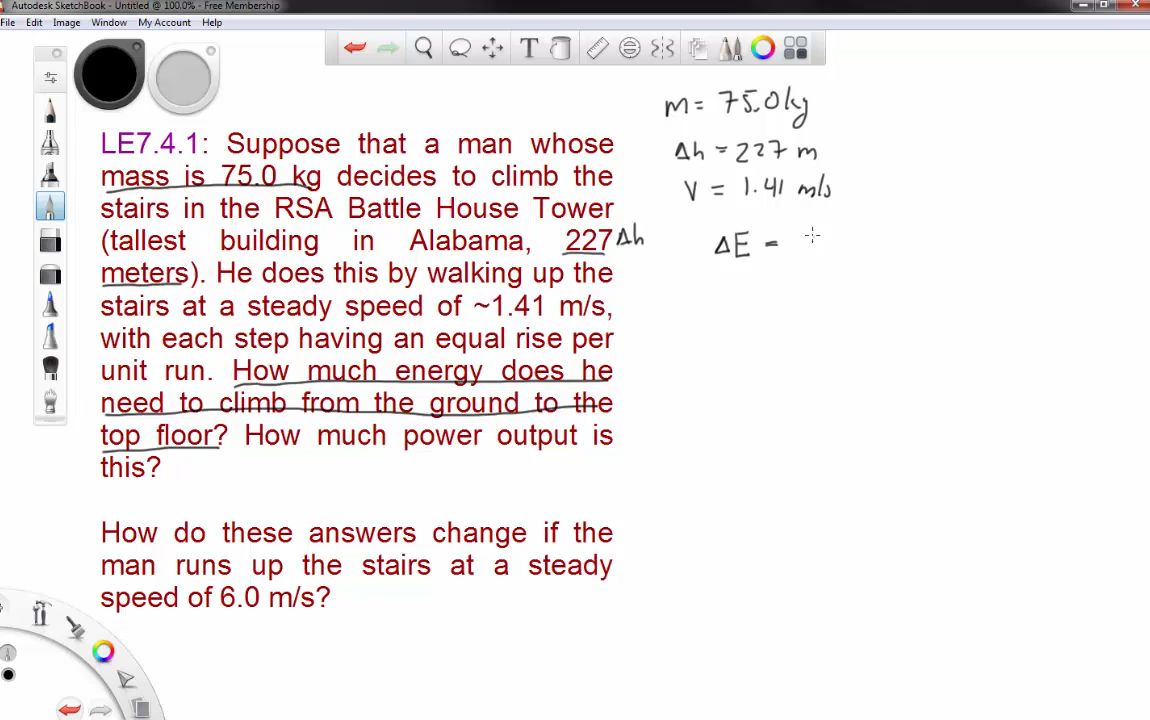 Autodesk SketchBook - Untitled @ 100.0% - Free Membership
File Edit Image Window My Account Help
T
m = 75.0 kg
LE7.4.1: Suppose that a man whose
Δh = 227 m
mass is 75.0 kg decides to climb the
V = 1.41 m/s
stairs in the RSA Battle House Tower
(tallest building in Alabama, 227 Δh
ΔE =
meters). He does this by walking up the
stairs at a steady speed of ~1.41 m/s,
with each step having an equal rise per
unit run. How much energy does he
need to climb from the ground to the
top floor? How much power output is
this?
How do these answers change if the
man runs up the stairs at a steady
speed of 6.0 m/s?